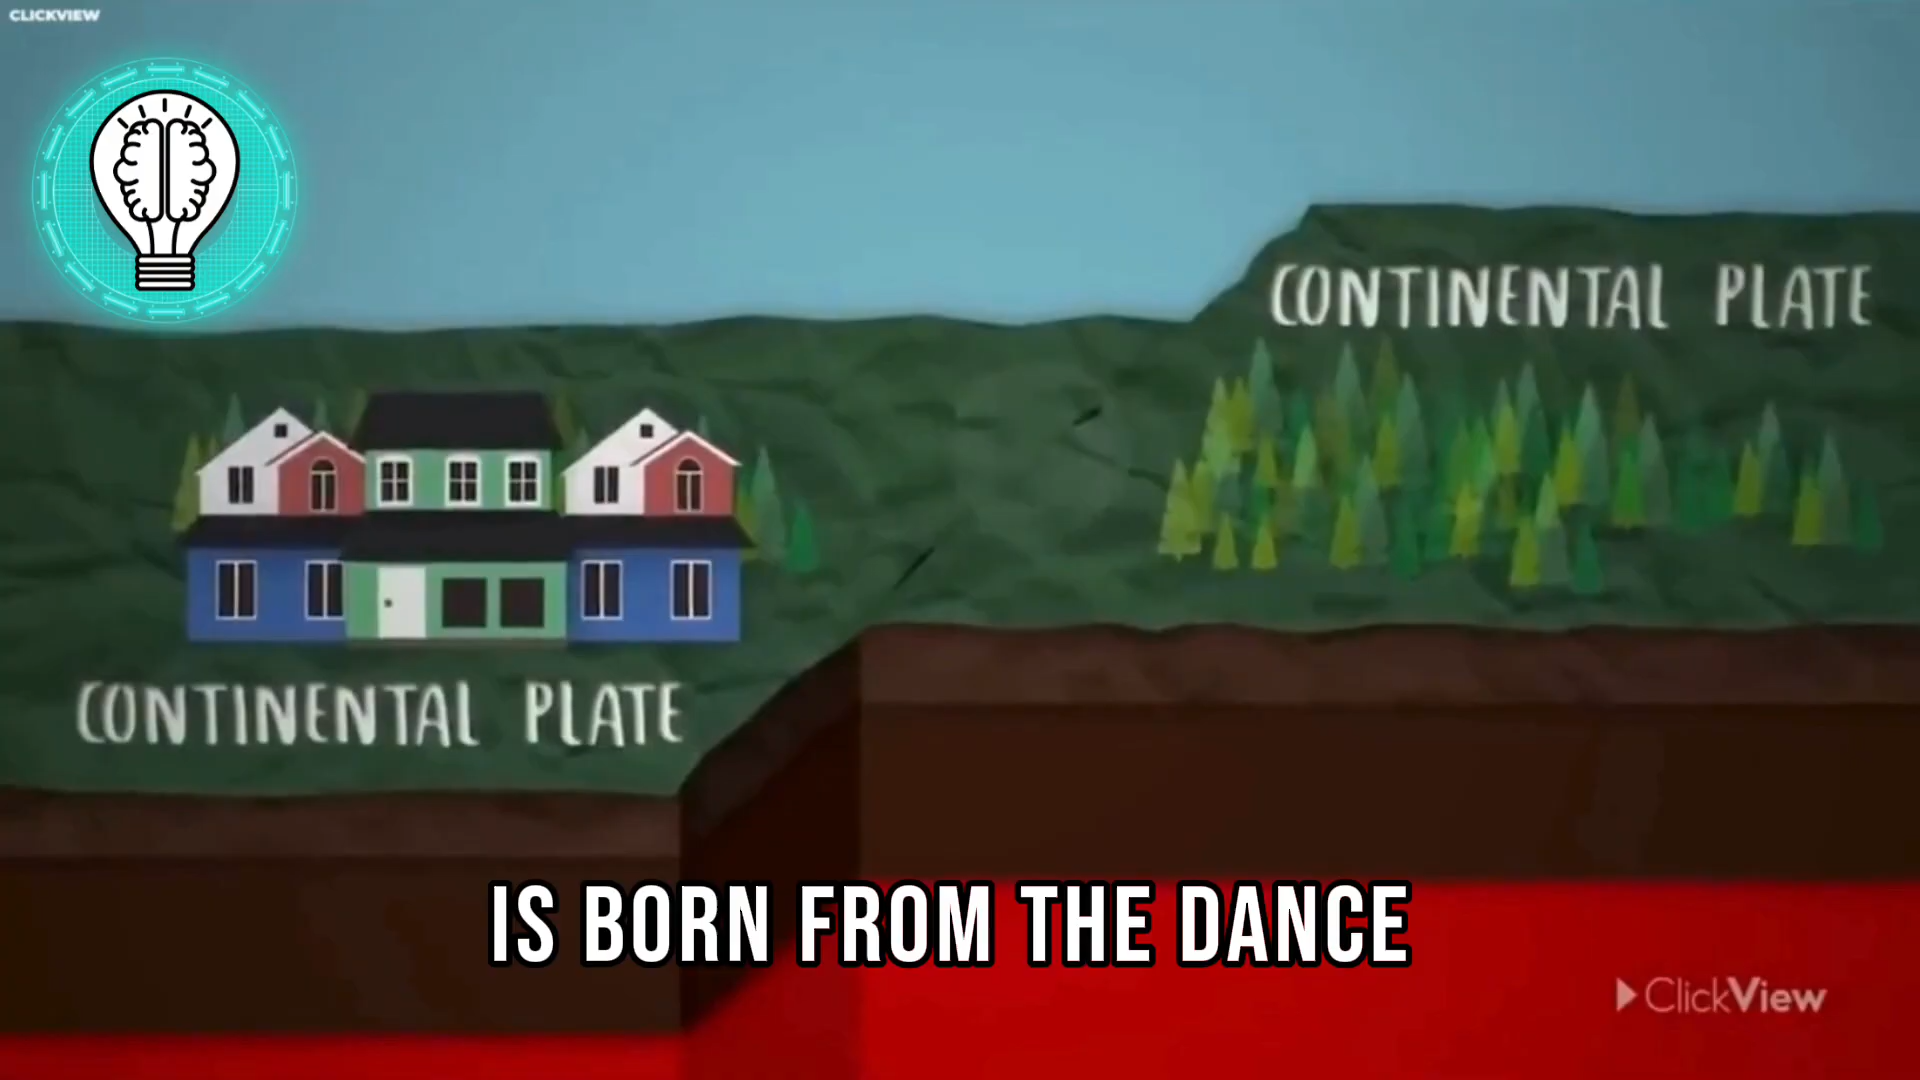 CLICKVIEW
CONTINENTAL PLATE
CONTINENTAL PLATE
IS BORN FROM THE DANCE
ClickView